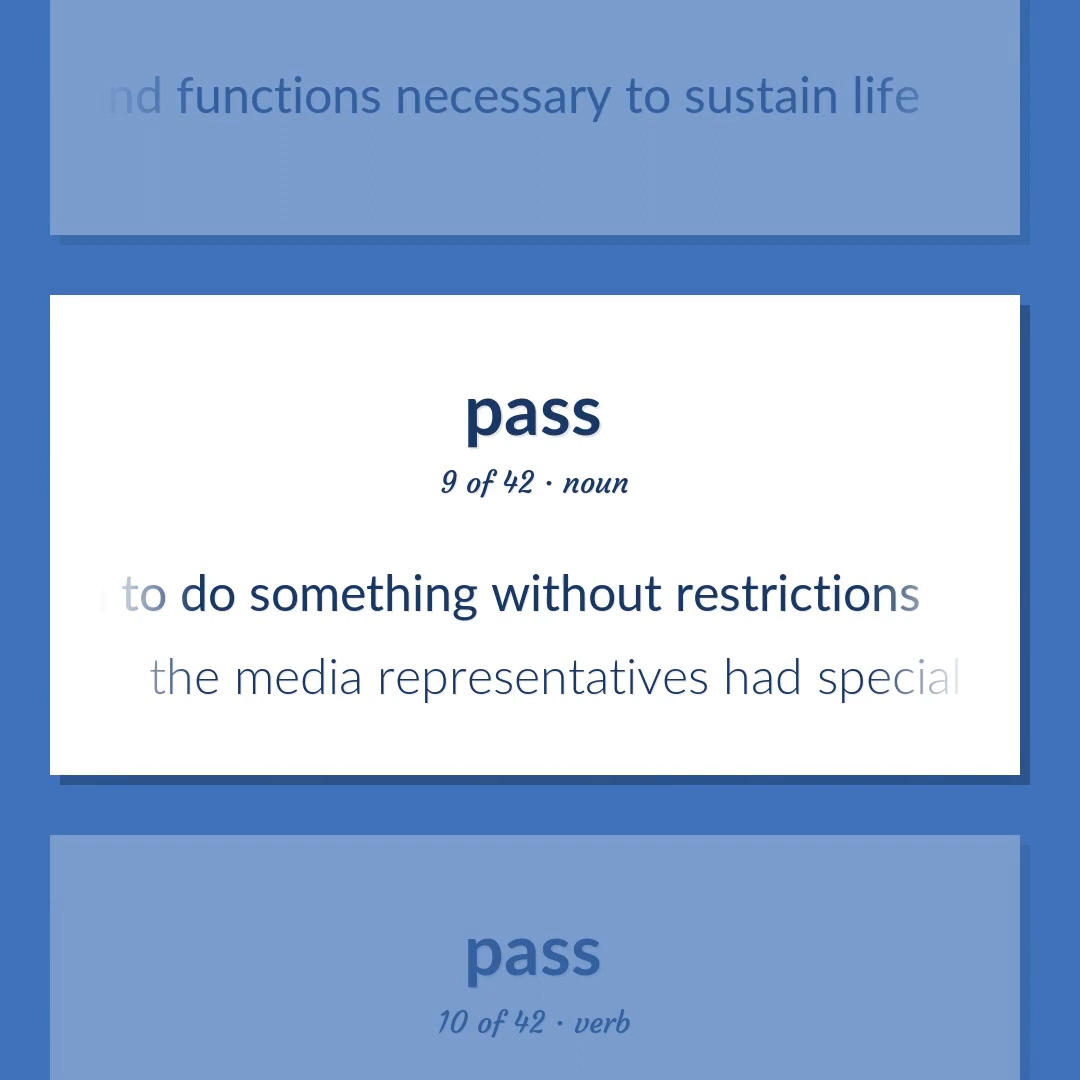 nd functions necessary to sustain life
pass
9 of 42 · noun
to do something without restrictions
the media representatives had special
pass
10 of 42 · verb